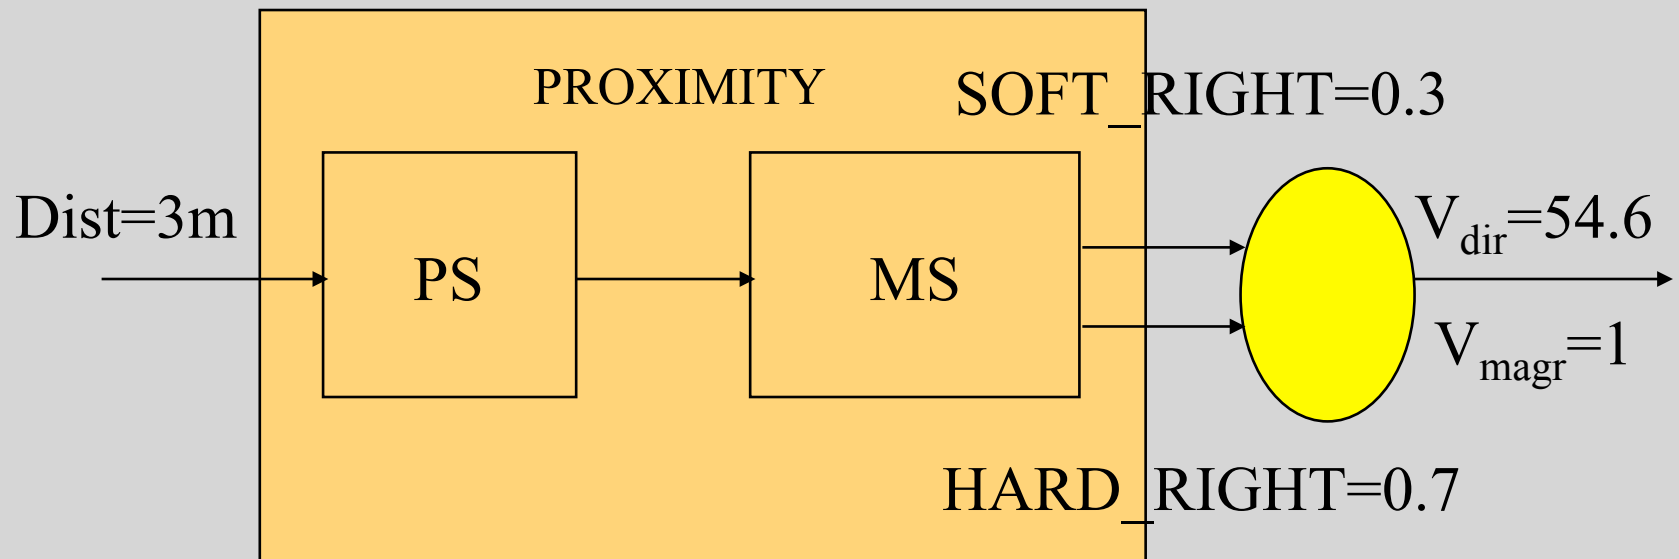 PROXIMITY
SOFT_RIGHT=0.3
Dist=3m
PS
MS
Vdir=54.6
Vmagr=1
HARD_RIGHT=0.7